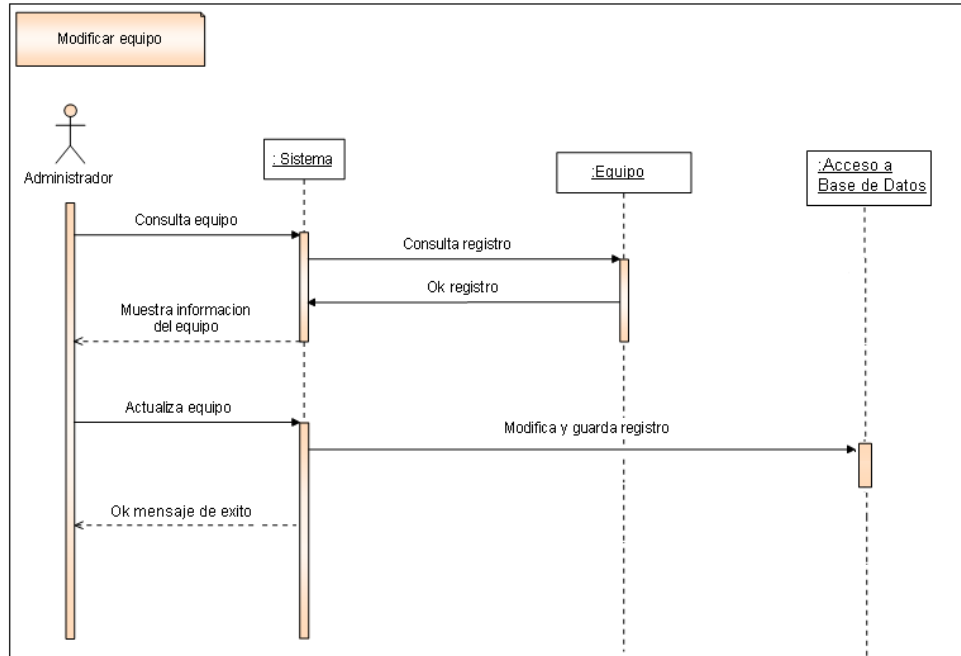 Modificar equipo
Administrador
: Sistema
:Equipo
:Acceso a
Base de Datos
Consulta equipo
Consulta registro
Ok registro
Muestra informacion
del equipo
Actualiza equipo
Modifica y guarda registro
Ok mensaje de exito